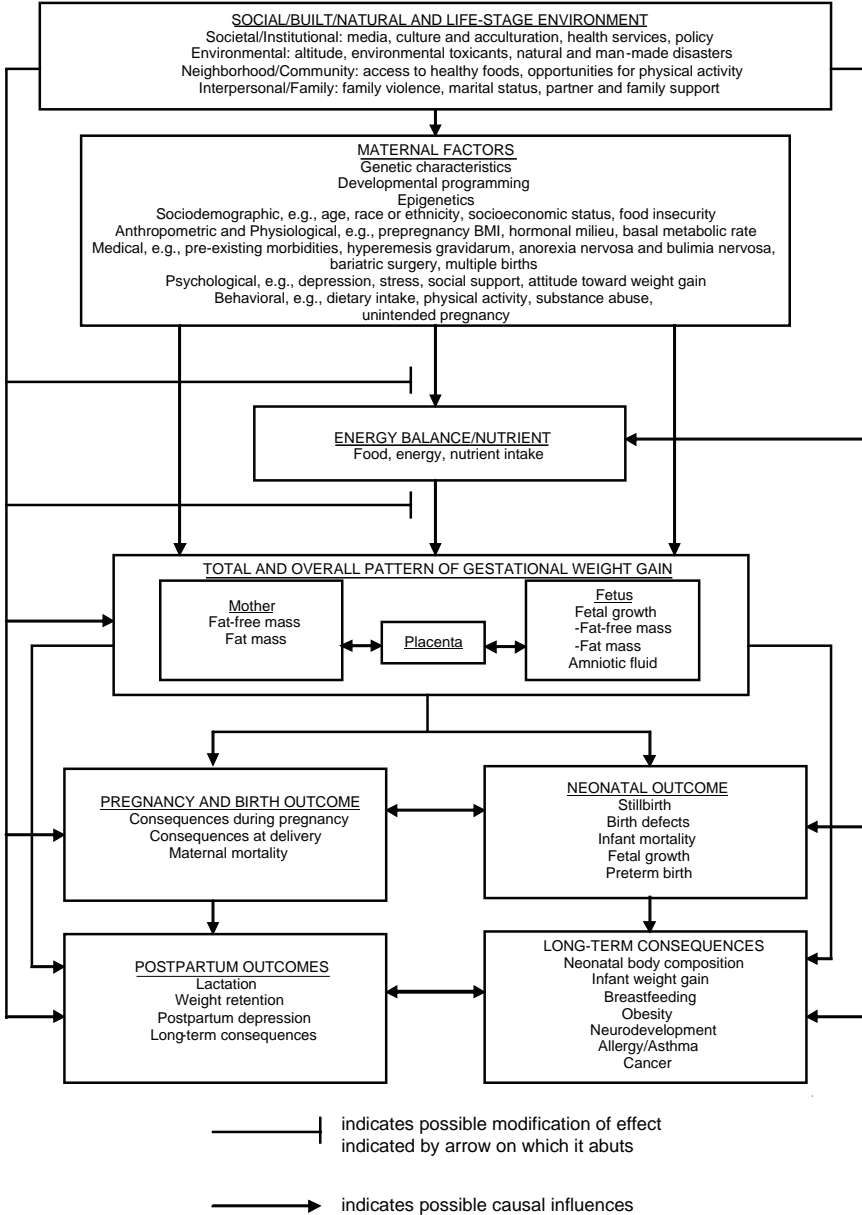 SOCIAL/BUILT/NATURAL AND LIFE-STAGE ENVIRONMENT
Societal/Institutional: media, culture and acculturation, health services, policy
Environmental: altitude, environmental toxicants, natural and man-made disasters
Neighborhood/Community: access to healthy foods, opportunities for physical activity
Interpersonal/Family: family violence, marital status, partner and family support
MATERNAL FACTORS
Genetic characteristics
Developmental programming
Epigenetics
Sociodemographic, e.g., age, race or ethnicity, socioeconomic status, food insecurity
Anthropometric and Physiological, e.g., prepregnancy BMI, hormonal milieu, basal metabolic rate
Medical, e.g., pre-existing morbidities, hyperemesis gravidarum, anorexia nervosa and bulimia nervosa,
bariatric surgery, multiple births
Psychological, e.g., depression, stress, social support, attitude toward weight gain
Behavioral, e.g., dietary intake, physical activity, substance abuse,
unintended pregnancy
ENERGY BALANCE/NUTRIENT
Food, energy, nutrient intake
TOTAL AND OVERALL PATTERN OF GESTATIONAL WEIGHT GAIN
Mother
Fat-free mass
Fat mass
Placenta
Fetus
Fetal growth
-Fat-free mass
-Fat mass
Amniotic fluid
PREGNANCY AND BIRTH OUTCOME
Consequences during pregnancy
Consequences at delivery
Maternal mortality
NEONATAL OUTCOME
Stillbirth
Birth defects
Infant mortality
Fetal growth
Preterm birth
POSTPARTUM OUTCOMES
Lactation
Weight retention
Postpartum depression
Long-term consequences
LONG-TERM CONSEQUENCES
Neonatal body composition
Infant weight gain
Breastfeeding
Obesity
Neurodevelopment
Allergy/Asthma
Cancer
indicates possible modification of effect
indicated by arrow on which it abuts
indicates possible causal influences